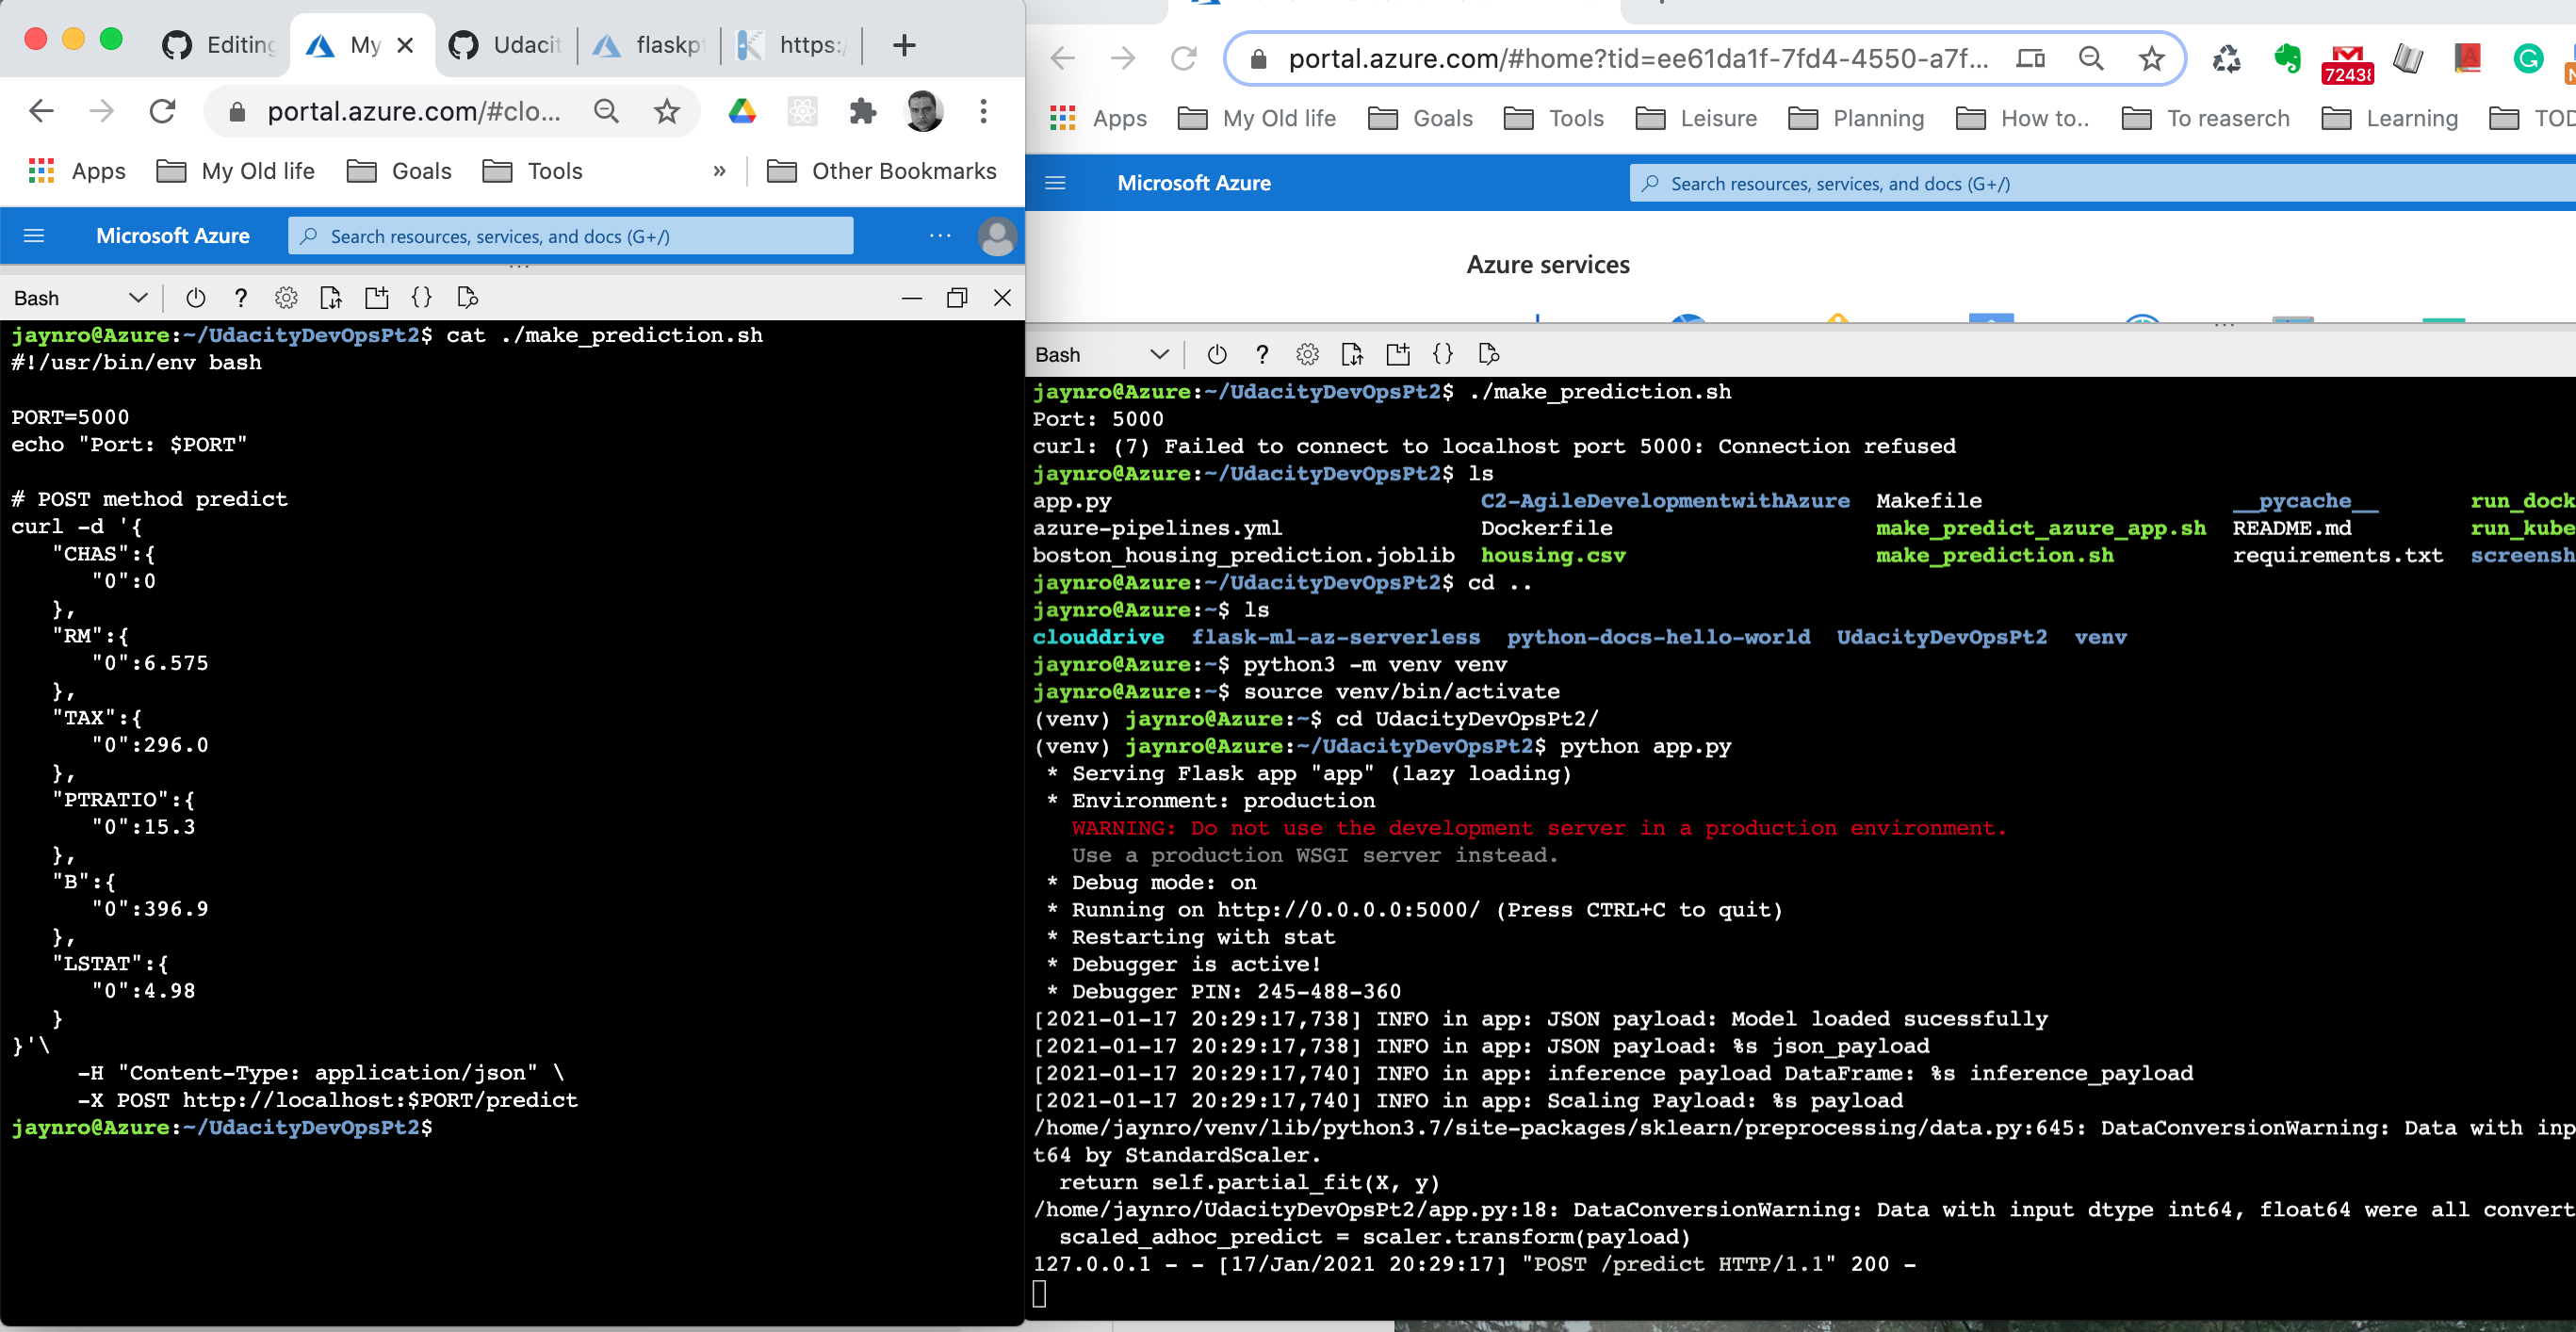 Editing
My
Udacit
flaskpt
https:/
portal.azure.com/#clo...
Apps
My Old life
Goals
Tools
»
Other Bookmarks
Microsoft Azure
Search resources, services, and docs (G+/)
Bash
jaynro@Azure:~/UdacityDevOpsPt2$ cat ./make_prediction.sh
#!/usr/bin/env bash
PORT=5000
echo "Port: $PORT"
# POST method predict
curl -d '{
   "CHAS":{
      "0":0
   },
   "RM":{
      "0":6.575
   },
   "TAX":{
      "0":296.0
   },
   "PTRATIO":{
      "0":15.3
   },
   "B":{
      "0":396.9
   },
   "LSTAT":{
      "0":4.98
   }
}'\
     -H "Content-Type: application/json" \
     -X POST http://localhost:$PORT/predict
jaynro@Azure:~/UdacityDevOpsPt2$
portal.azure.com/#home?tid=ee61da1f-7fd4-4550-a7f...
72438
Apps
My Old life
Goals
Tools
Leisure
Planning
How to..
To reaserch
Learning
TOD
Microsoft Azure
Search resources, services, and docs (G+/)
Azure services
Bash
jaynro@Azure:~/UdacityDevOpsPt2$ ./make_prediction.sh
Port: 5000
curl: (7) Failed to connect to localhost port 5000: Connection refused
jaynro@Azure:~/UdacityDevOpsPt2$ ls
app.py C2-AgileDevelopmentwithAzure Makefile __pycache__ run_dock
azure-pipelines.yml Dockerfile make_predict_azure_app.sh README.md run_kube
boston_housing_prediction.joblib housing.csv make_prediction.sh requirements.txt screensh
jaynro@Azure:~/UdacityDevOpsPt2$ cd ..
jaynro@Azure:~$ ls
clouddrive flask-ml-az-serverless python-docs-hello-world UdacityDevOpsPt2 venv
jaynro@Azure:~$ python3 -m venv venv
jaynro@Azure:~$ source venv/bin/activate
(venv) jaynro@Azure:~$ cd UdacityDevOpsPt2/
(venv) jaynro@Azure:~/UdacityDevOpsPt2$ python app.py
 * Serving Flask app "app" (lazy loading)
 * Environment: production
   WARNING: Do not use the development server in a production environment.
   Use a production WSGI server instead.
 * Debug mode: on
 * Running on http://0.0.0.0:5000/ (Press CTRL+C to quit)
 * Restarting with stat
 * Debugger is active!
 * Debugger PIN: 245-488-360
[2021-01-17 20:29:17,738] INFO in app: JSON payload: Model loaded sucessfully
[2021-01-17 20:29:17,738] INFO in app: JSON payload: %s json_payload
[2021-01-17 20:29:17,740] INFO in app: inference payload DataFrame: %s inference_payload
[2021-01-17 20:29:17,740] INFO in app: Scaling Payload: %s payload
/home/jaynro/venv/lib/python3.7/site-packages/sklearn/preprocessing/data.py:645: DataConversionWarning: Data with inp
t64 by StandardScaler.
  return self.partial_fit(X, y)
/home/jaynro/UdacityDevOpsPt2/app.py:18: DataConversionWarning: Data with input dtype int64, float64 were all convert
  scaled_adhoc_predict = scaler.transform(payload)
127.0.0.1 - - [17/Jan/2021 20:29:17] "POST /predict HTTP/1.1" 200 -